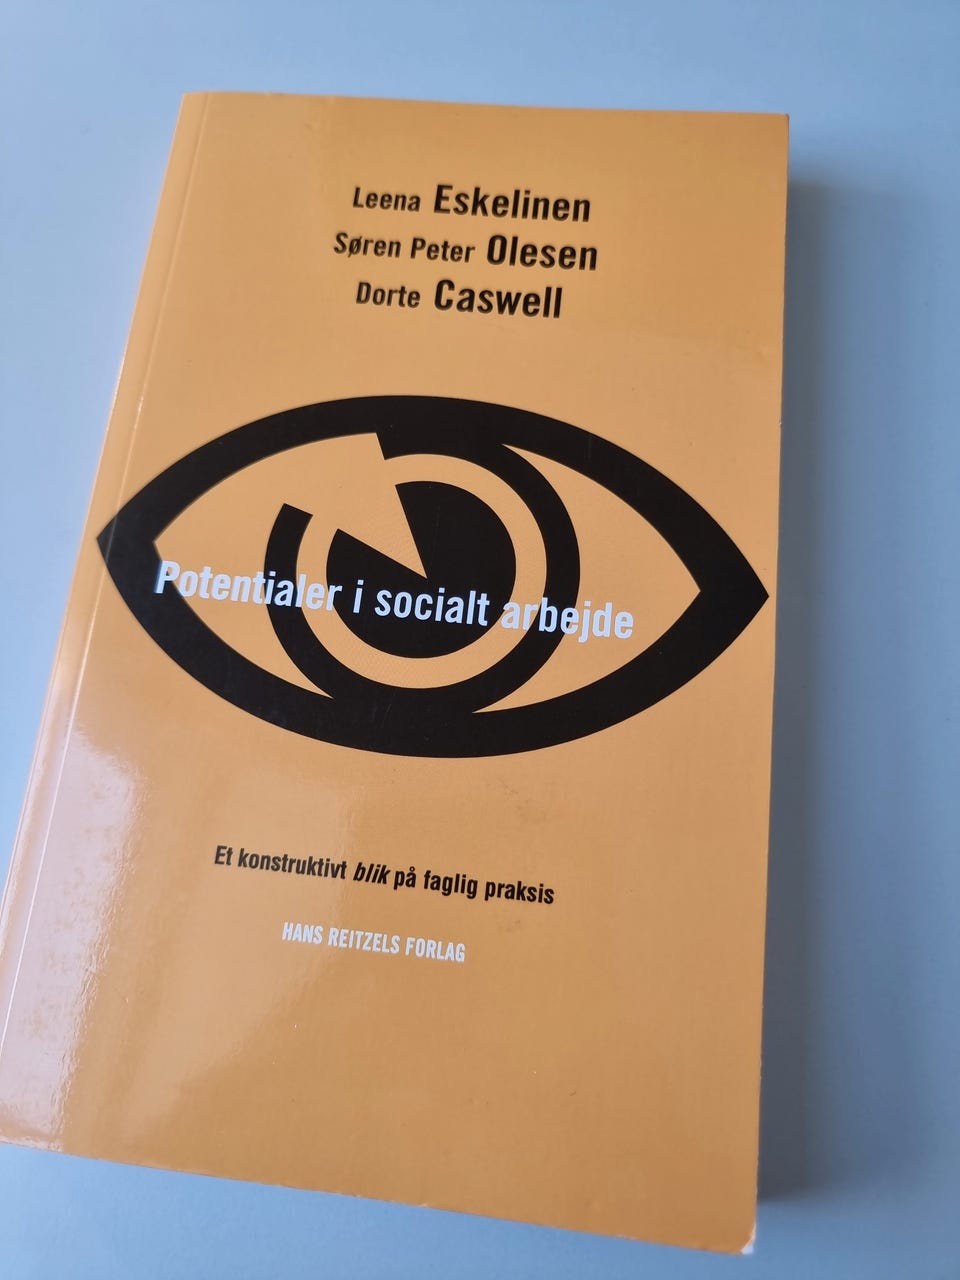 Leena Eskelinen
Søren Peter Olesen
Dorte Caswell
Potentialer i socialt arbejde
Et konstruktivt blik på faglig praksis
HANS REITZELS FORLAG